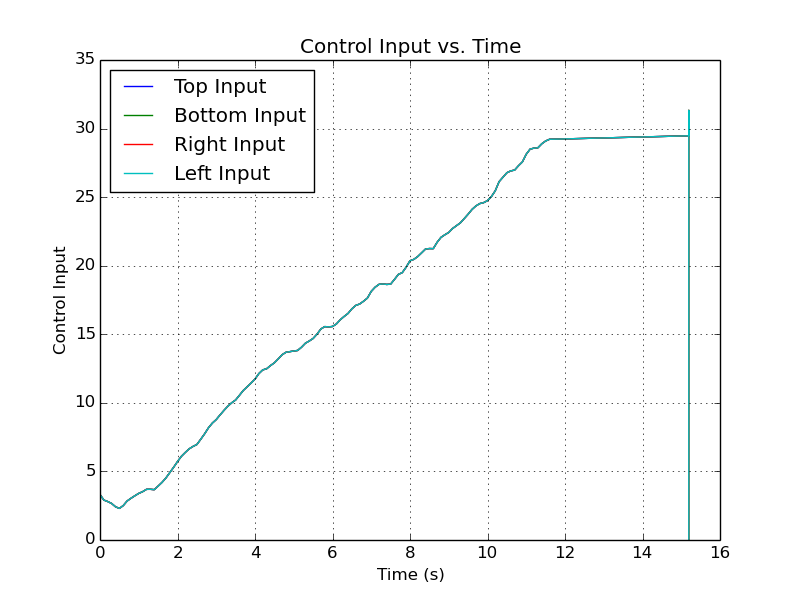 Control Input vs. Time
35
30
25
20
15
10
5
0
Control Input
Top Input
Bottom Input
Right Input
Left Input
0 2 4 6 8 10 12 14 16
Time (s)